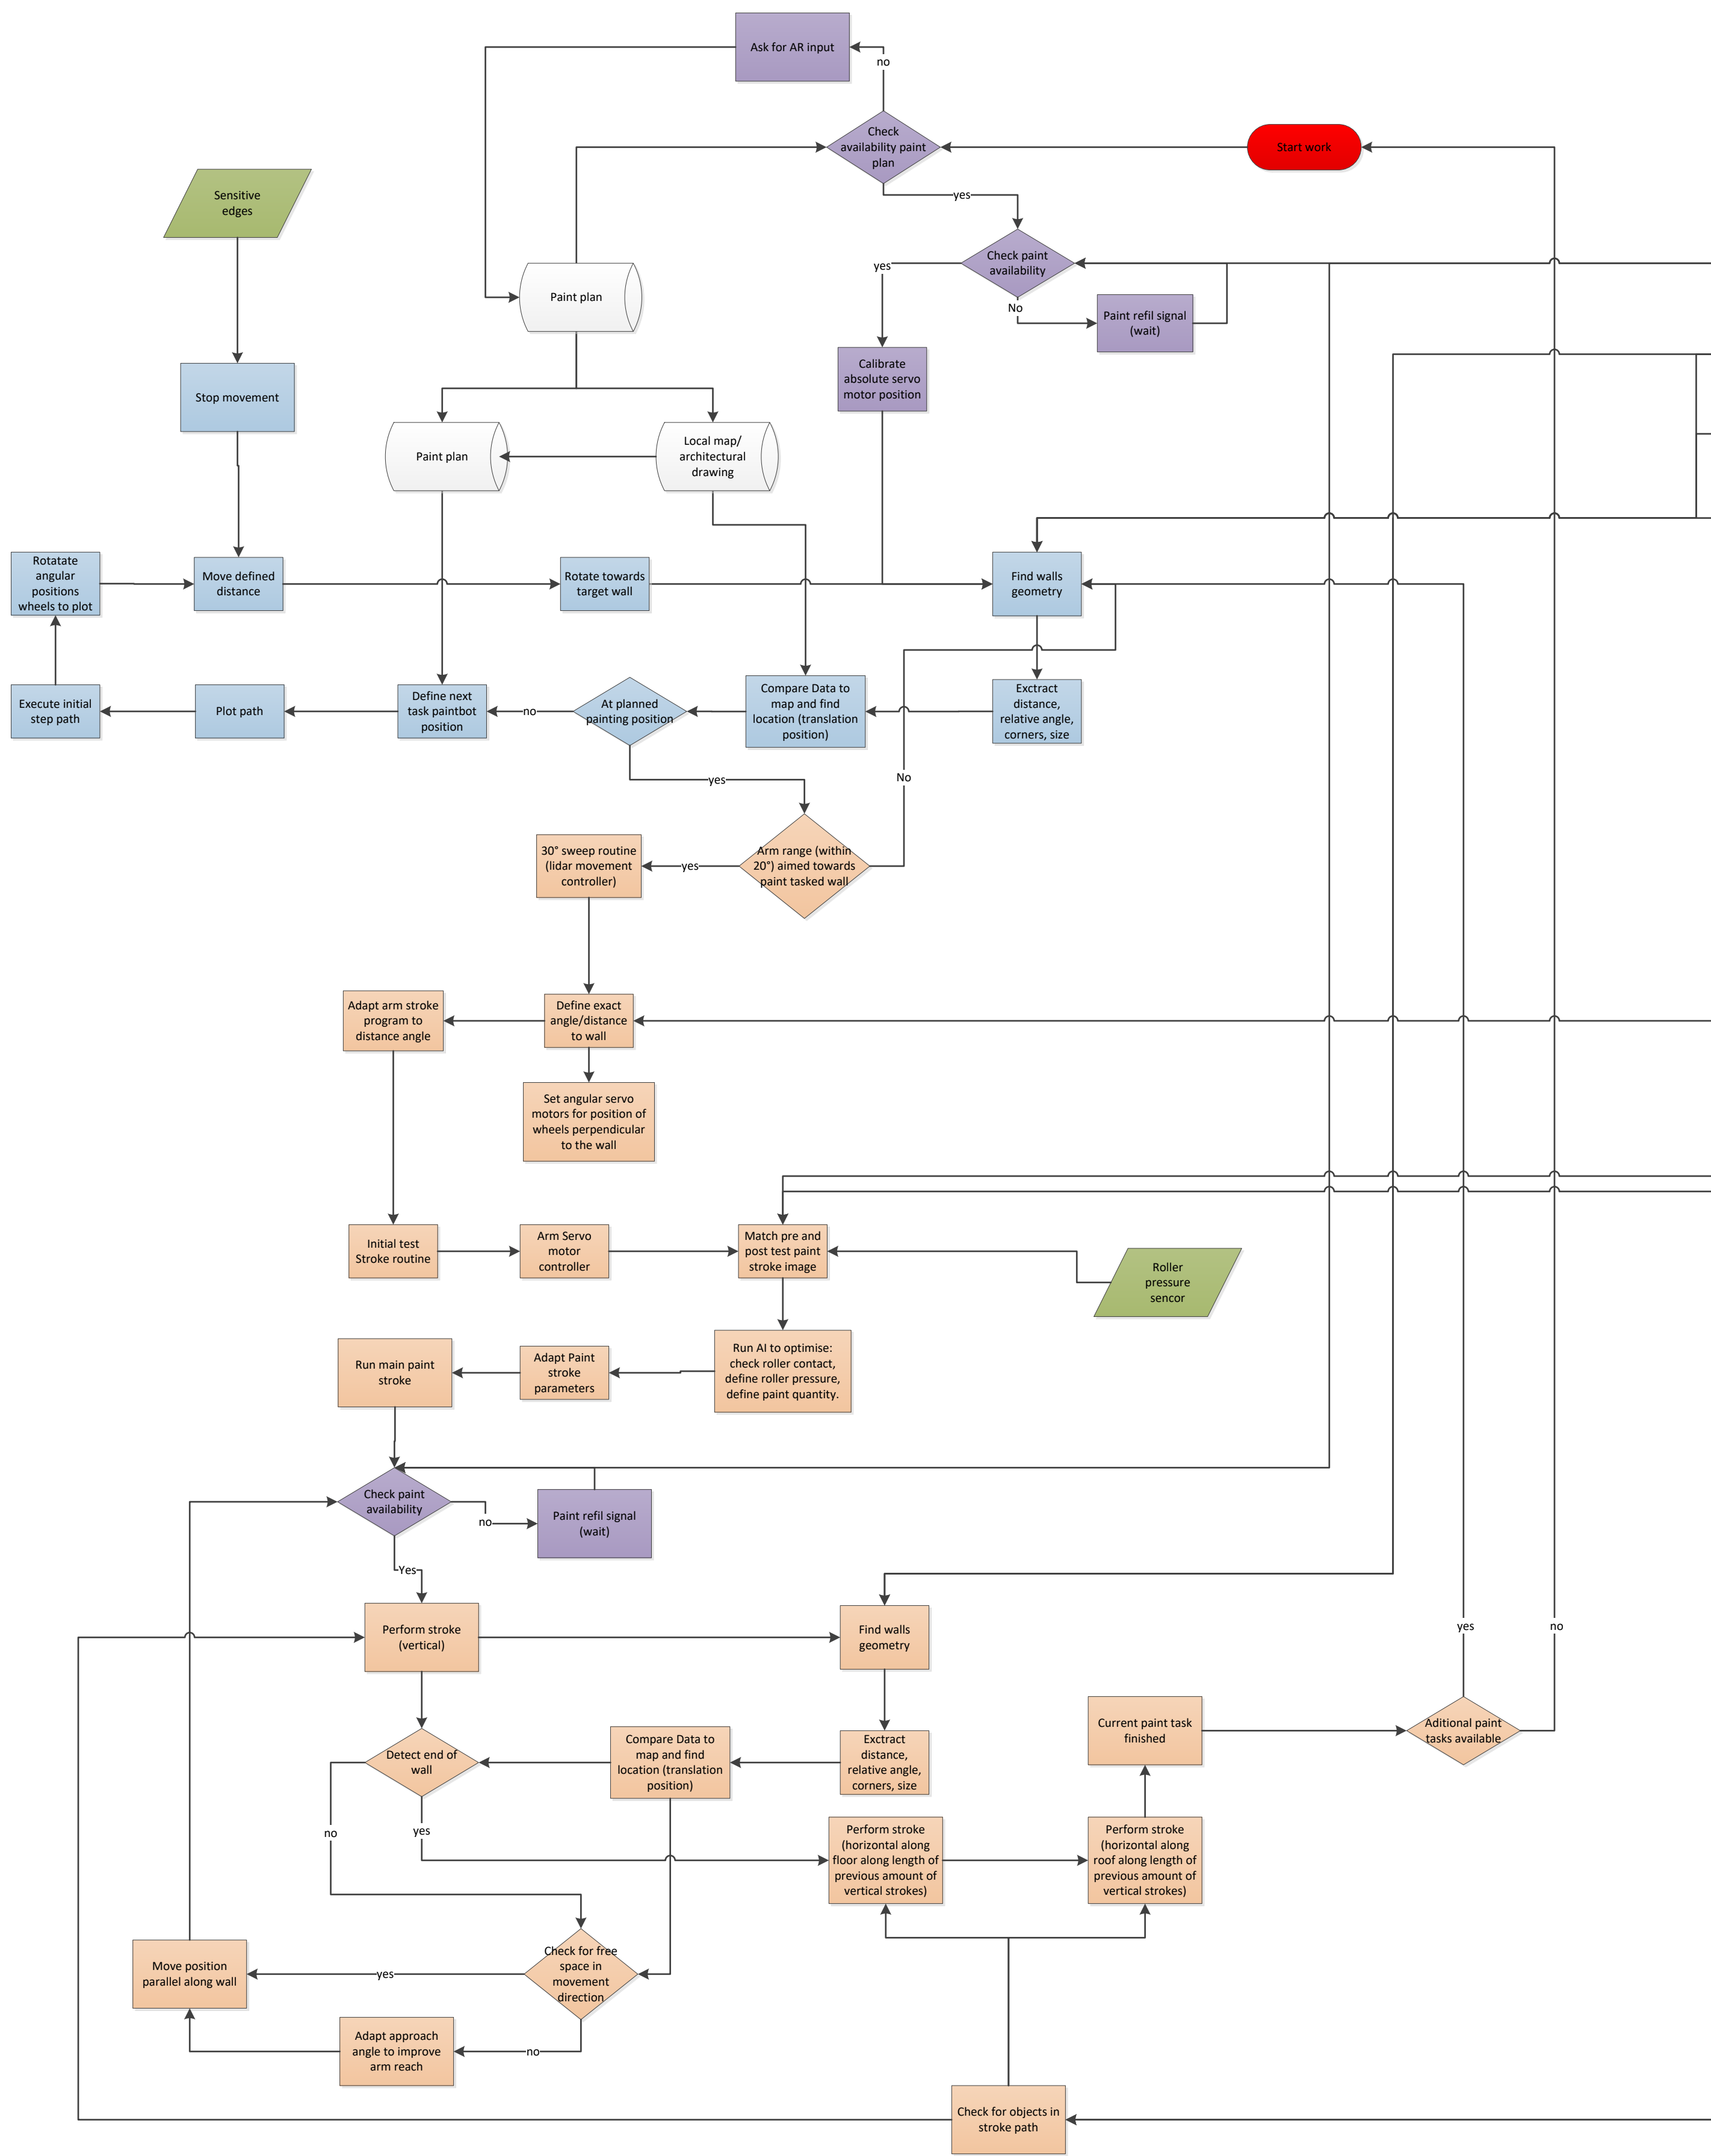 Ask for AR input
no
Check
availability paint
plan
Start work
Sensitive
edges
yes
Check paint
availability
yes
Paint plan
No
Paint refil signal
(wait)
Stop movement
Calibrate
absolute servo
motor position
Paint plan
Local map/
architectural
drawing
Rotatate
angular
positions
wheels to plot
Move defined
distance
Rotate towards
target wall
Find walls
geometry
Execute initial
step path
Plot path
Define next
task paintbot
position
no
At planned
painting position
Compare Data to
map and find
location (translation
position)
Exctract
distance,
relative angle,
corners, size
yes
No
30° sweep routine
(lidar movement
controller)
yes
Arm range (within
20°) aimed towards
paint tasked wall
Adapt arm stroke
program to
distance angle
Define exact
angle/distance
to wall
Set angular servo
motors for position of
wheels perpendicular
to the wall
Initial test
Stroke routine
Arm Servo
motor
controller
Match pre and
post test paint
stroke image
Roller
pressure
sencor
Run main paint
stroke
Adapt Paint
stroke
parameters
Run AI to optimise:
check roller contact,
define roller pressure,
define paint quantity.
Check paint
availability
no
Paint refil signal
(wait)
Yes
Perform stroke
(vertical)
Find walls
geometry
yes
no
Detect end of
wall
Compare Data to
map and find
location (translation
position)
Exctract
distance,
relative angle,
corners, size
Current paint task
finished
Aditional paint
tasks available
no
yes
Perform stroke
(horizontal along
floor along length of
previous amount of
vertical strokes)
Perform stroke
(horizontal along
roof along length of
previous amount of
vertical strokes)
Move position
parallel along wall
yes
Check for free
space in
movement
direction
Adapt approach
angle to improve
arm reach
no
Check for objects in
stroke path